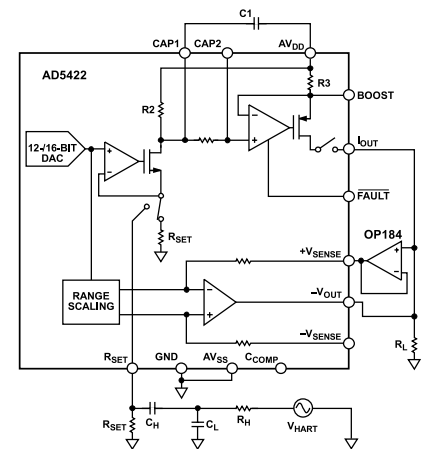 C1
CAP1 CAP2 AVDD
AD5422
R2
R3
BOOST
12-/16-BIT
DAC
IOUT
FAULT
RSET
OP184
+VSENSE
RANGE
SCALING
–VOUT
–VSENSE
RL
RSET GND AVSS CCOMP
RSET
CH
CL
RH
VHART